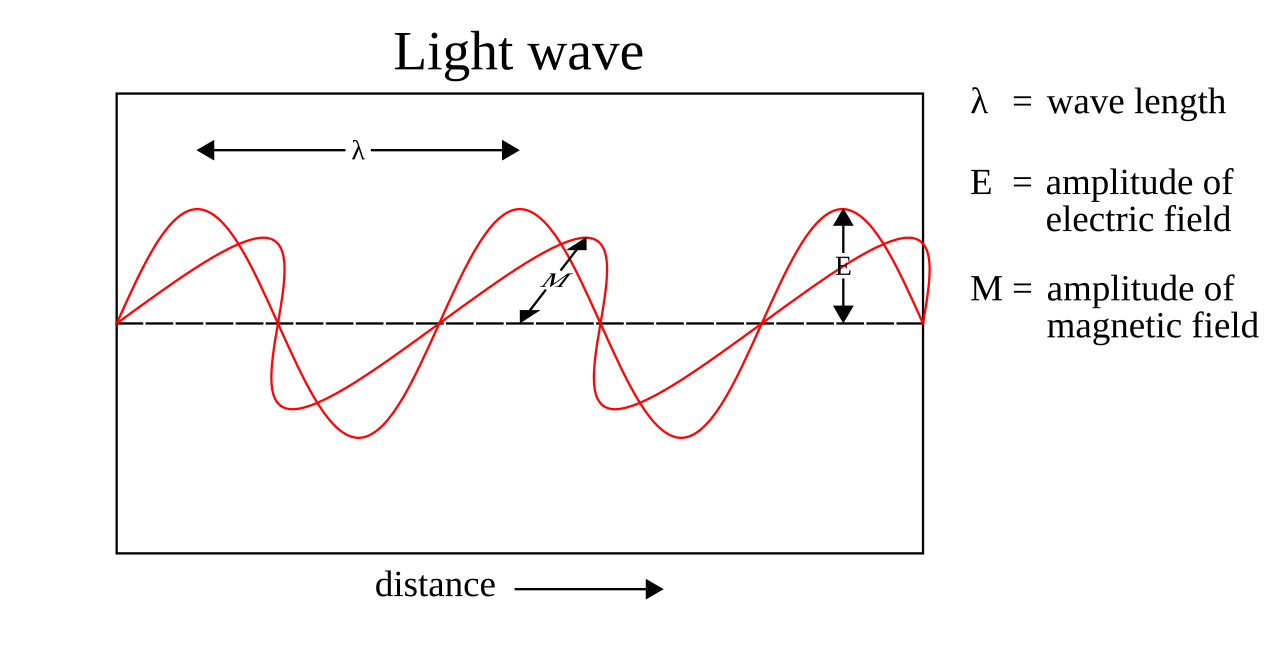 Light wave
λ
λ = wave length
E = amplitude of
electric field
M
E
M = amplitude of
magnetic field
distance